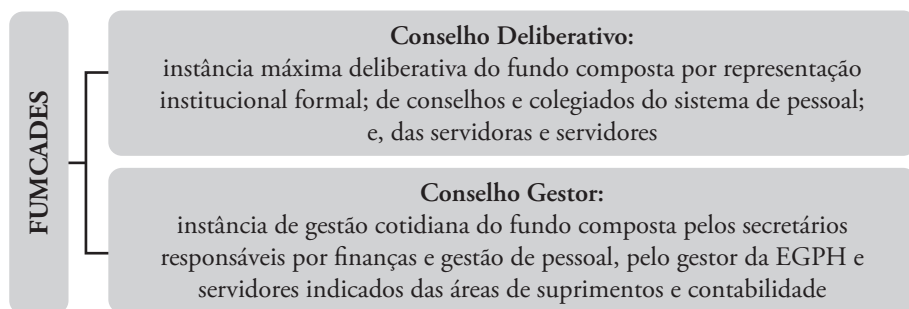 FUMCADES
Conselho Deliberativo:
instância máxima deliberativa do fundo composta por representação
institucional formal; de conselhos e colegiados do sistema de pessoal;
e, das servidoras e servidores
Conselho Gestor:
instância de gestão cotidiana do fundo composta pelos secretários
responsáveis por finanças e gestão de pessoal, pelo gestor da EGPH e
servidores indicados das áreas de suprimentos e contabilidade